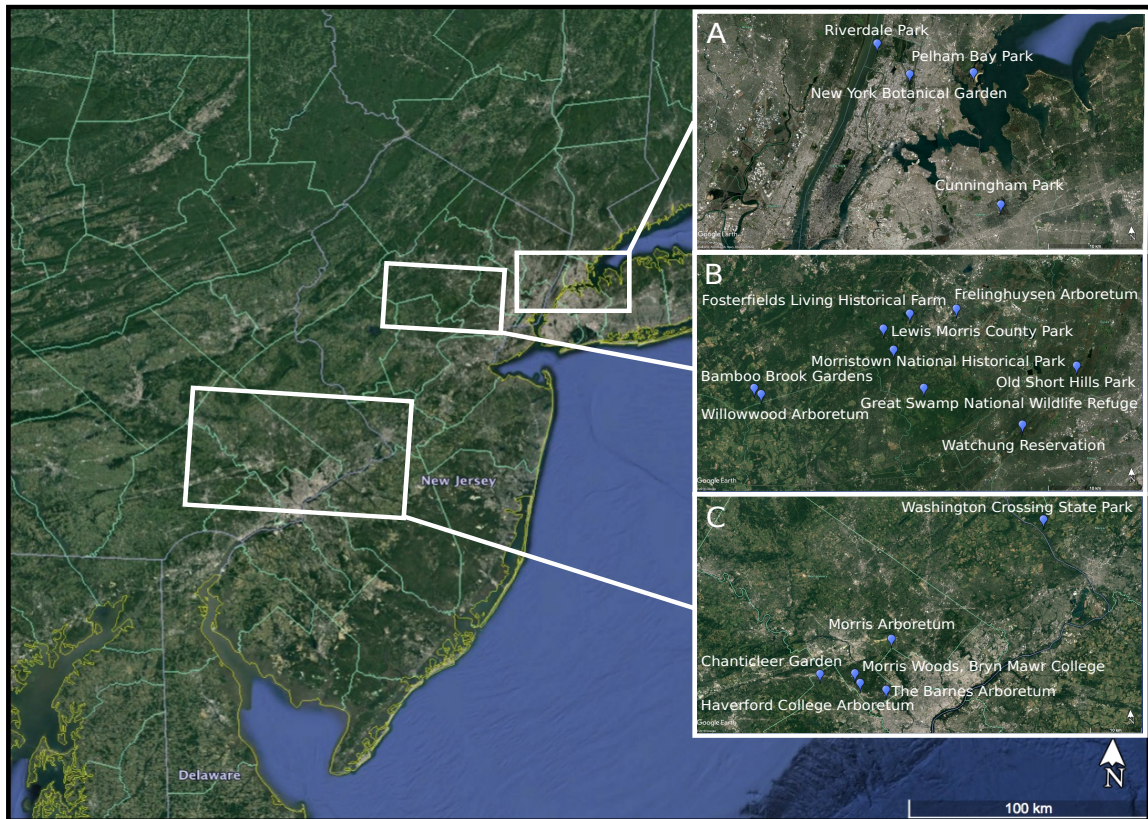 A
Riverdale Park
Pelham Bay Park
New York Botanical Garden
Cunningham Park
Google Earth
N
B
Fosterfields Living Historical Farm
Frelinghuysen Arboretum
Lewis Morris County Park
Morristown National Historical Park
Bamboo Brook Gardens
Old Short Hills Park
Willowwood Arboretum
Great Swamp National Wildlife Refuge
Watchung Reservation
Google Earth
N
C
Washington Crossing State Park
Morris Arboretum
Chanticleer Garden
Morris Woods, Bryn Mawr College
The Barnes Arboretum
Haverford College Arboretum
Google Earth
N
New Jersey
Delaware
N
100 km